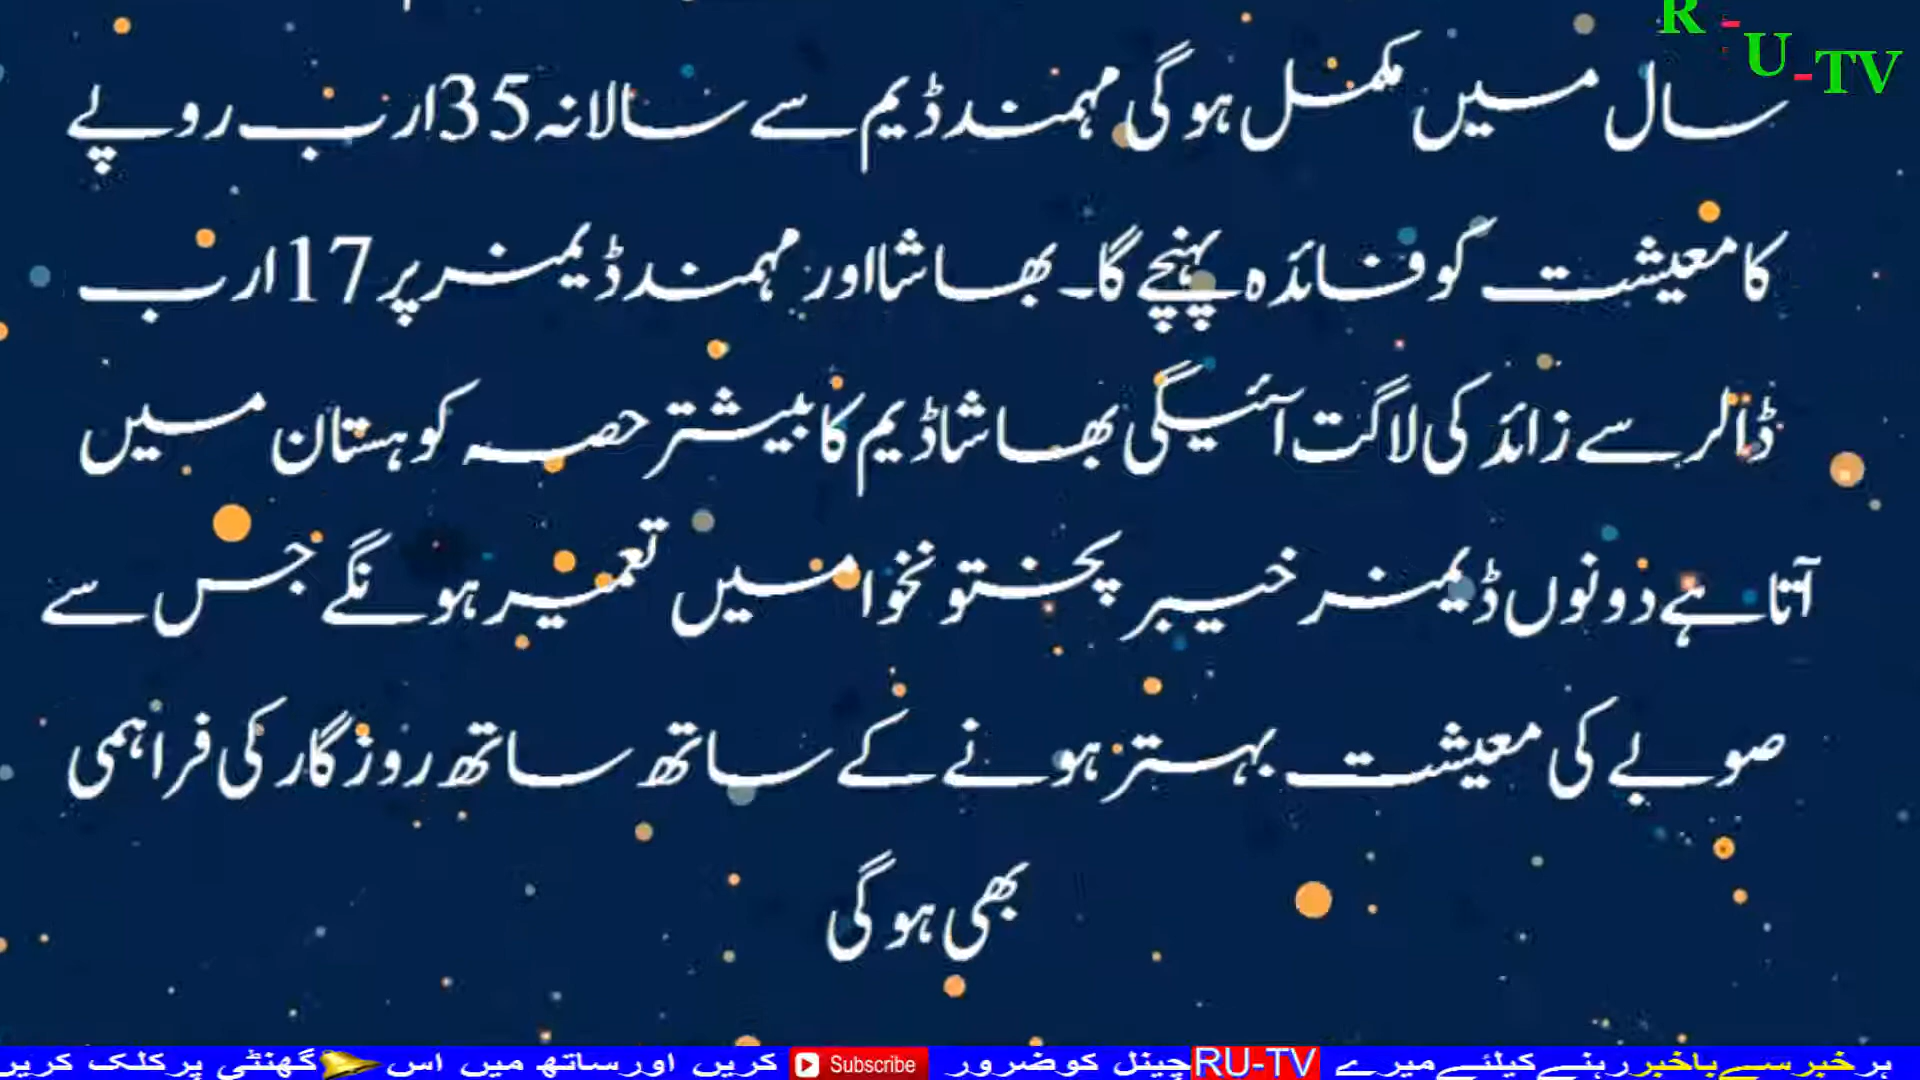 R-U-TV
سال میں مکمل ہوگی مہمند ڈیم سے سالانہ 35 ارب روپے
کا معیشت کو فائدہ پہنچے گا۔ بھاشا اور مہمند ڈیمز پر 17 ارب
ڈالر سے زائد کی لاگت آئیگی بھاشا ڈیم کا بیشتر حصہ کوہستان میں
آتا ہے دونوں ڈیمز خیبر پختونخوا میں تعمیر ہونگے جس سے
صوبے کی معیشت بہتر ہونے کے ساتھ ساتھ روزگار کی فراہمی
بھی ہوگی
ہر خبر سے باخبر رہنے کیلئے میرے RU-TV چینل کو ضرور Subscribe کریں اور ساتھ میں اس گھنٹی پر کلک کریں